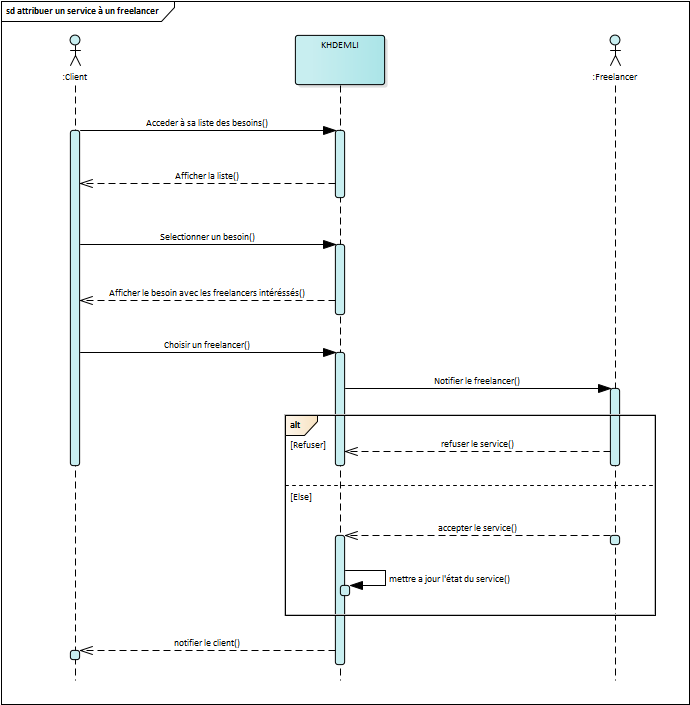 sd attribuer un service à un freelancer
:Client
KHDEMLI
:Freelancer
Acceder à sa liste des besoins()
Afficher la liste()
Selectionner un besoin()
Afficher le besoin avec les freelancers intéréssés()
Choisir un freelancer()
Notifier le freelancer()
alt
[Refuser]
refuser le service()
[Else]
accepter le service()
mettre a jour l'état du service()
notifier le client()